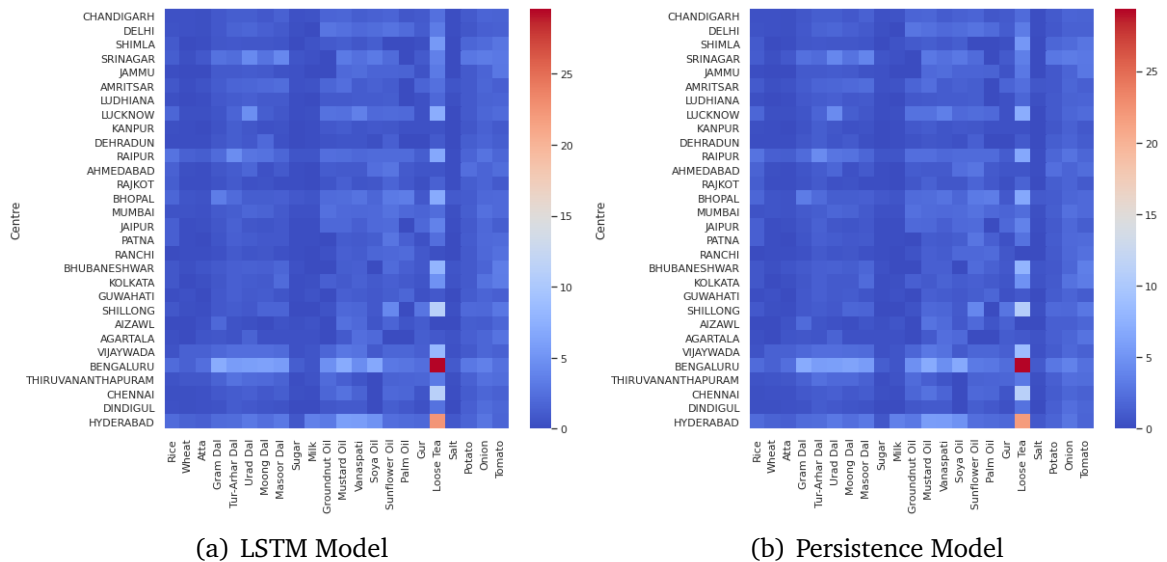 CHANDIGARH
DELHI
SHIMLA
SRINAGAR
JAMMU
AMRITSAR
LUDHIANA
LUCKNOW
KANPUR
DEHRADUN
RAIPUR
AHMEDABAD
RAJKOT
BHOPAL
MUMBAI
JAIPUR
PATNA
RANCHI
BHUBANESHWAR
KOLKATA
GUWAHATI
SHILLONG
AIZAWL
AGARTALA
VIJAYWADA
BENGALURU
THIRUVANANTHAPURAM
CHENNAI
DINDIGUL
HYDERABAD
Centre
Rice
Wheat
Atta
Gram Dal
Tur-Arhar Dal
Urad Dal
Moong Dal
Masoor Dal
Sugar
Milk
Groundnut Oil
Mustard Oil
Vanaspati
Soya Oil
Sunflower Oil
Palm Oil
Gur
Loose Tea
Salt
Potato
Onion
Tomato
25
20
15
10
5
0
(a) LSTM Model
CHANDIGARH
DELHI
SHIMLA
SRINAGAR
JAMMU
AMRITSAR
LUDHIANA
LUCKNOW
KANPUR
DEHRADUN
RAIPUR
AHMEDABAD
RAJKOT
BHOPAL
MUMBAI
JAIPUR
PATNA
RANCHI
BHUBANESHWAR
KOLKATA
GUWAHATI
SHILLONG
AIZAWL
AGARTALA
VIJAYWADA
BENGALURU
THIRUVANANTHAPURAM
CHENNAI
DINDIGUL
HYDERABAD
Centre
Rice
Wheat
Atta
Gram Dal
Tur-Arhar Dal
Urad Dal
Moong Dal
Masoor Dal
Sugar
Milk
Groundnut Oil
Mustard Oil
Vanaspati
Soya Oil
Sunflower Oil
Palm Oil
Gur
Loose Tea
Salt
Potato
Onion
Tomato
25
20
15
10
5
0
(b) Persistence Model